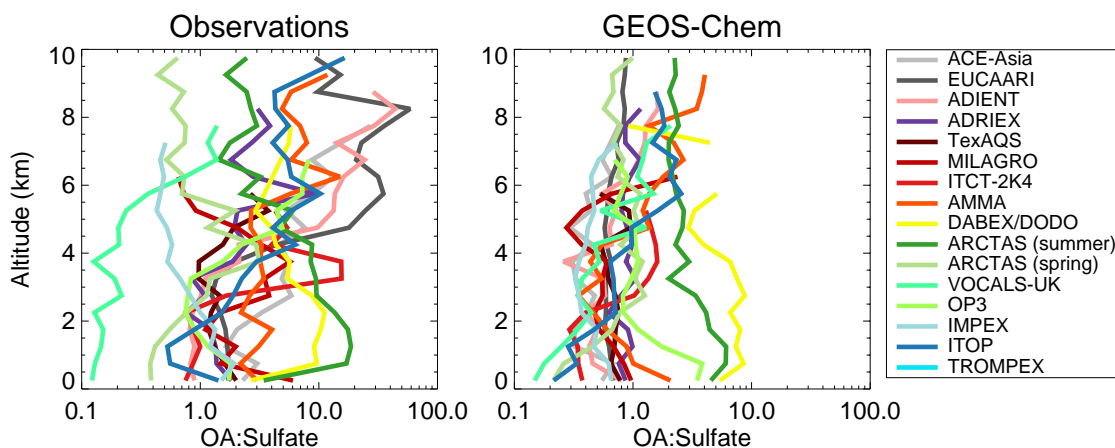 Observations
GEOS-Chem
Altitude (km)
10
8
6
4
2
0
0.1
1.0
10.0
100.0
OA:Sulfate
10
8
6
4
2
0
0.1
1.0
10.0
100.0
OA:Sulfate
ACE-Asia
EUCAARI
ADIENT
ADRIEX
TexAQS
MILAGRO
ITCT-2K4
AMMA
DABEX/DODO
ARCTAS (summer)
ARCTAS (spring)
VOCALS-UK
OP3
IMPEX
ITOP
TROMPEX